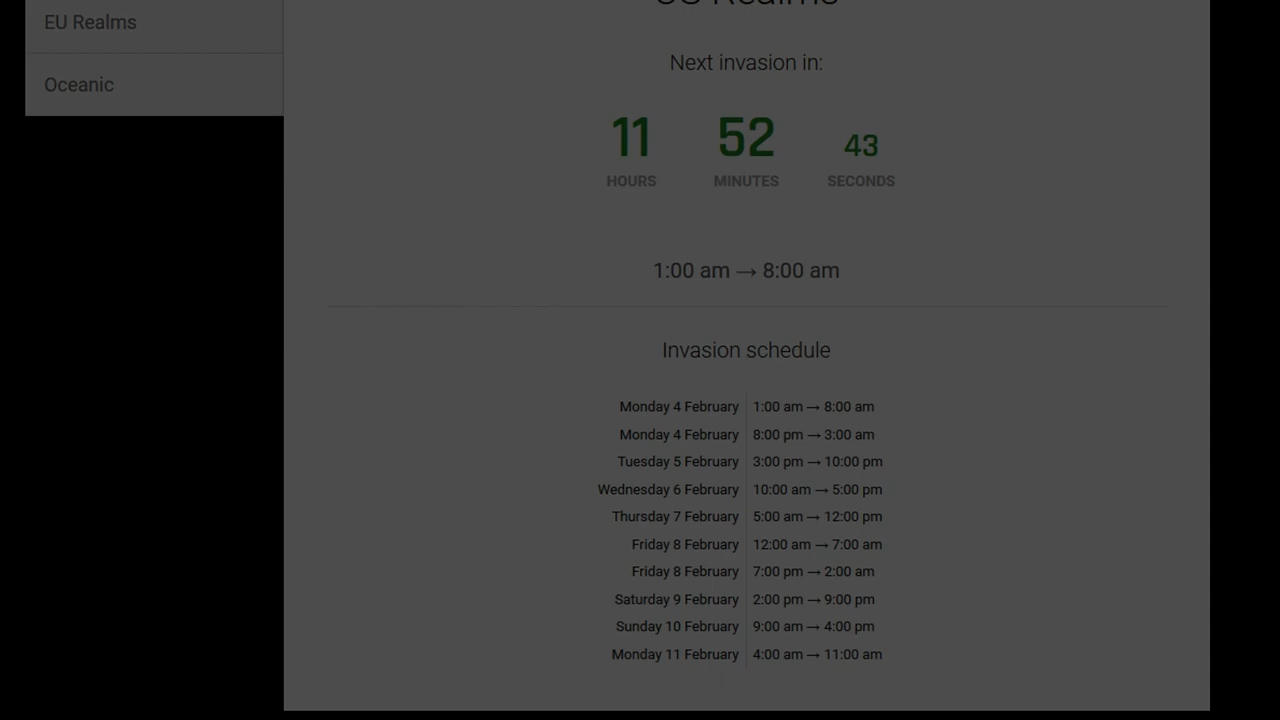 EU Realms
Oceanic
Realms
Next invasion in:
11 52 43
HOURS MINUTES SECONDS
1:00 am → 8:00 am
Invasion schedule
Monday 4 February 1:00 am → 8:00 am
Monday 4 February 8:00 pm → 3:00 am
Tuesday 5 February 3:00 pm → 10:00 pm
Wednesday 6 February 10:00 am → 5:00 pm
Thursday 7 February 5:00 am → 12:00 pm
Friday 8 February 12:00 am → 7:00 am
Friday 8 February 7:00 pm → 2:00 am
Saturday 9 February 2:00 pm → 9:00 pm
Sunday 10 February 9:00 am → 4:00 pm
Monday 11 February 4:00 am → 11:00 am